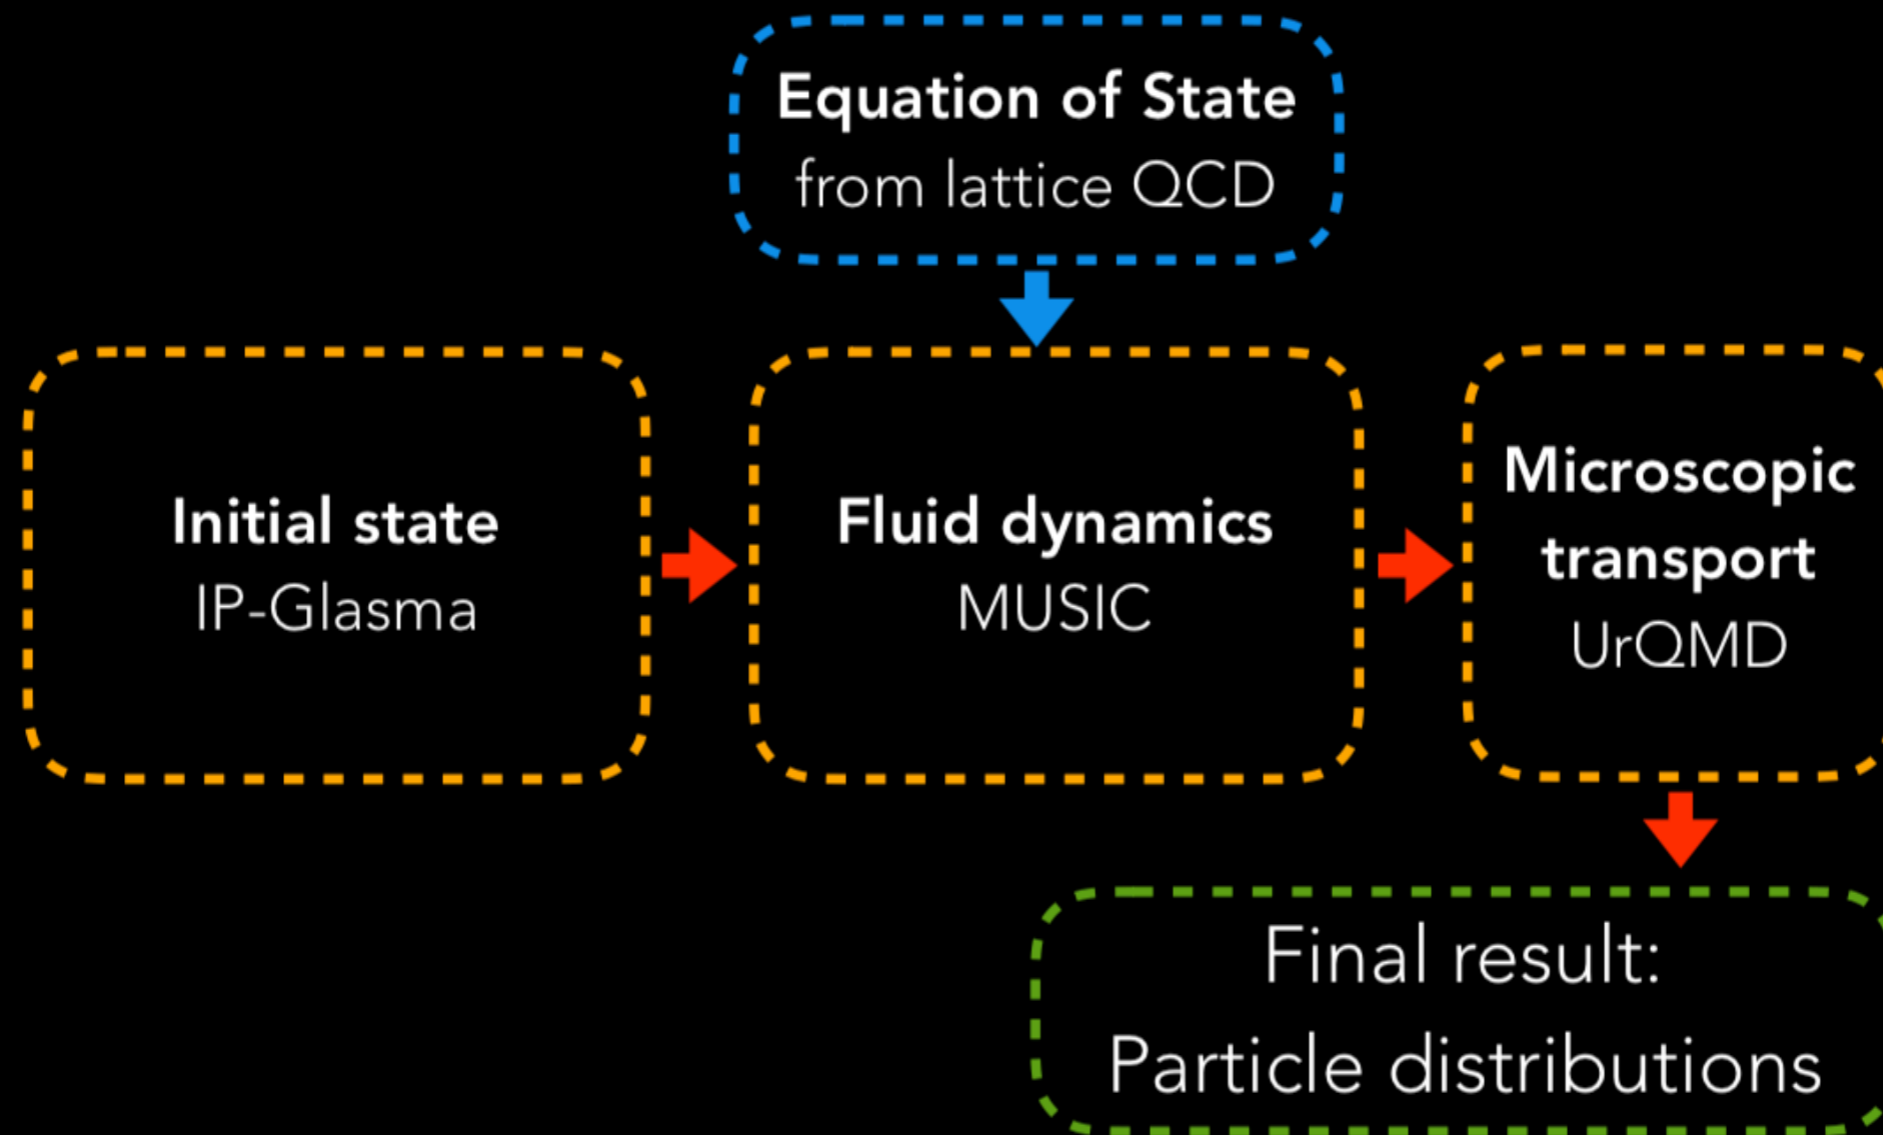 Equation of State
from lattice QCD
Initial state
IP-Glasma
Fluid dynamics
MUSIC
Microscopic
transport
UrQMD
Final result:
Particle distributions